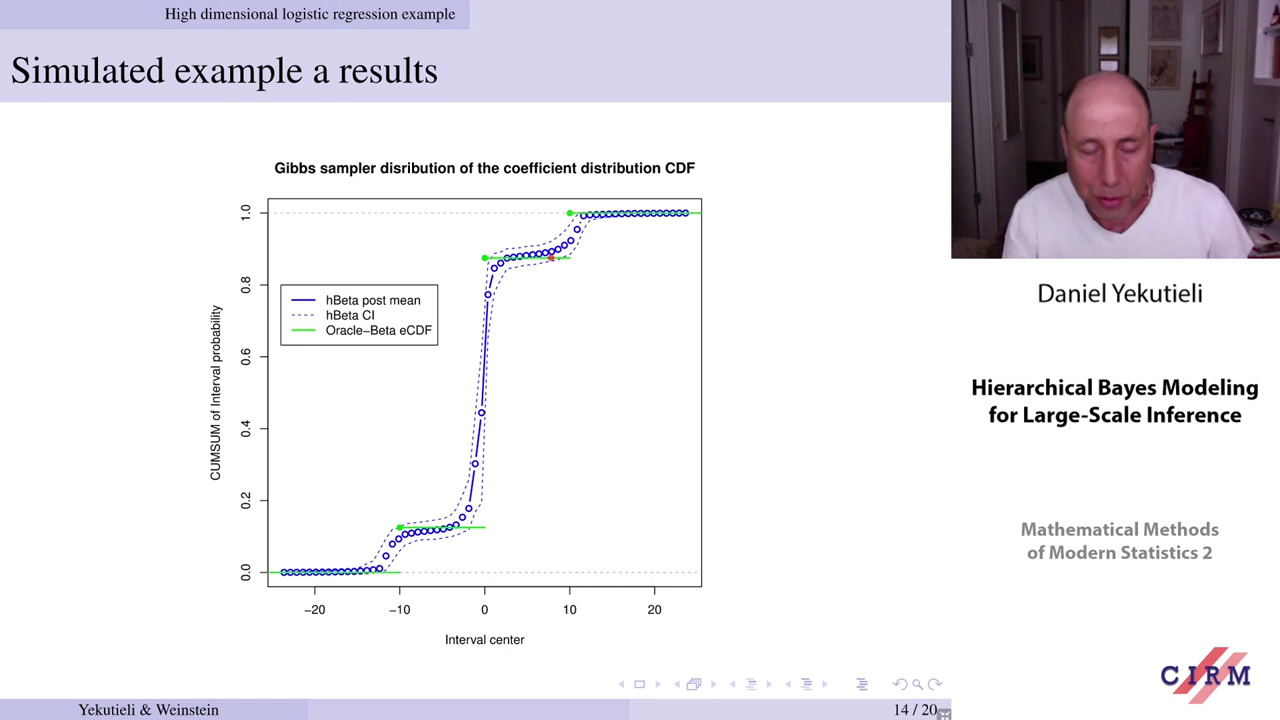 High dimensional logistic regression example
Simulated example a results
Gibbs sampler disribution of the coefficient distribution CDF
CUMSUM of Interval probability
1.0
0.8
0.6
0.4
0.2
0.0
hBeta post mean
hBeta CI
Oracle−Beta eCDF
−20
−10
0
10
20
Interval center
Yekutieli & Weinstein
14 / 20
Daniel Yekutieli
Hierarchical Bayes Modeling
for Large-Scale Inference
Mathematical Methods
of Modern Statistics 2
CIRM